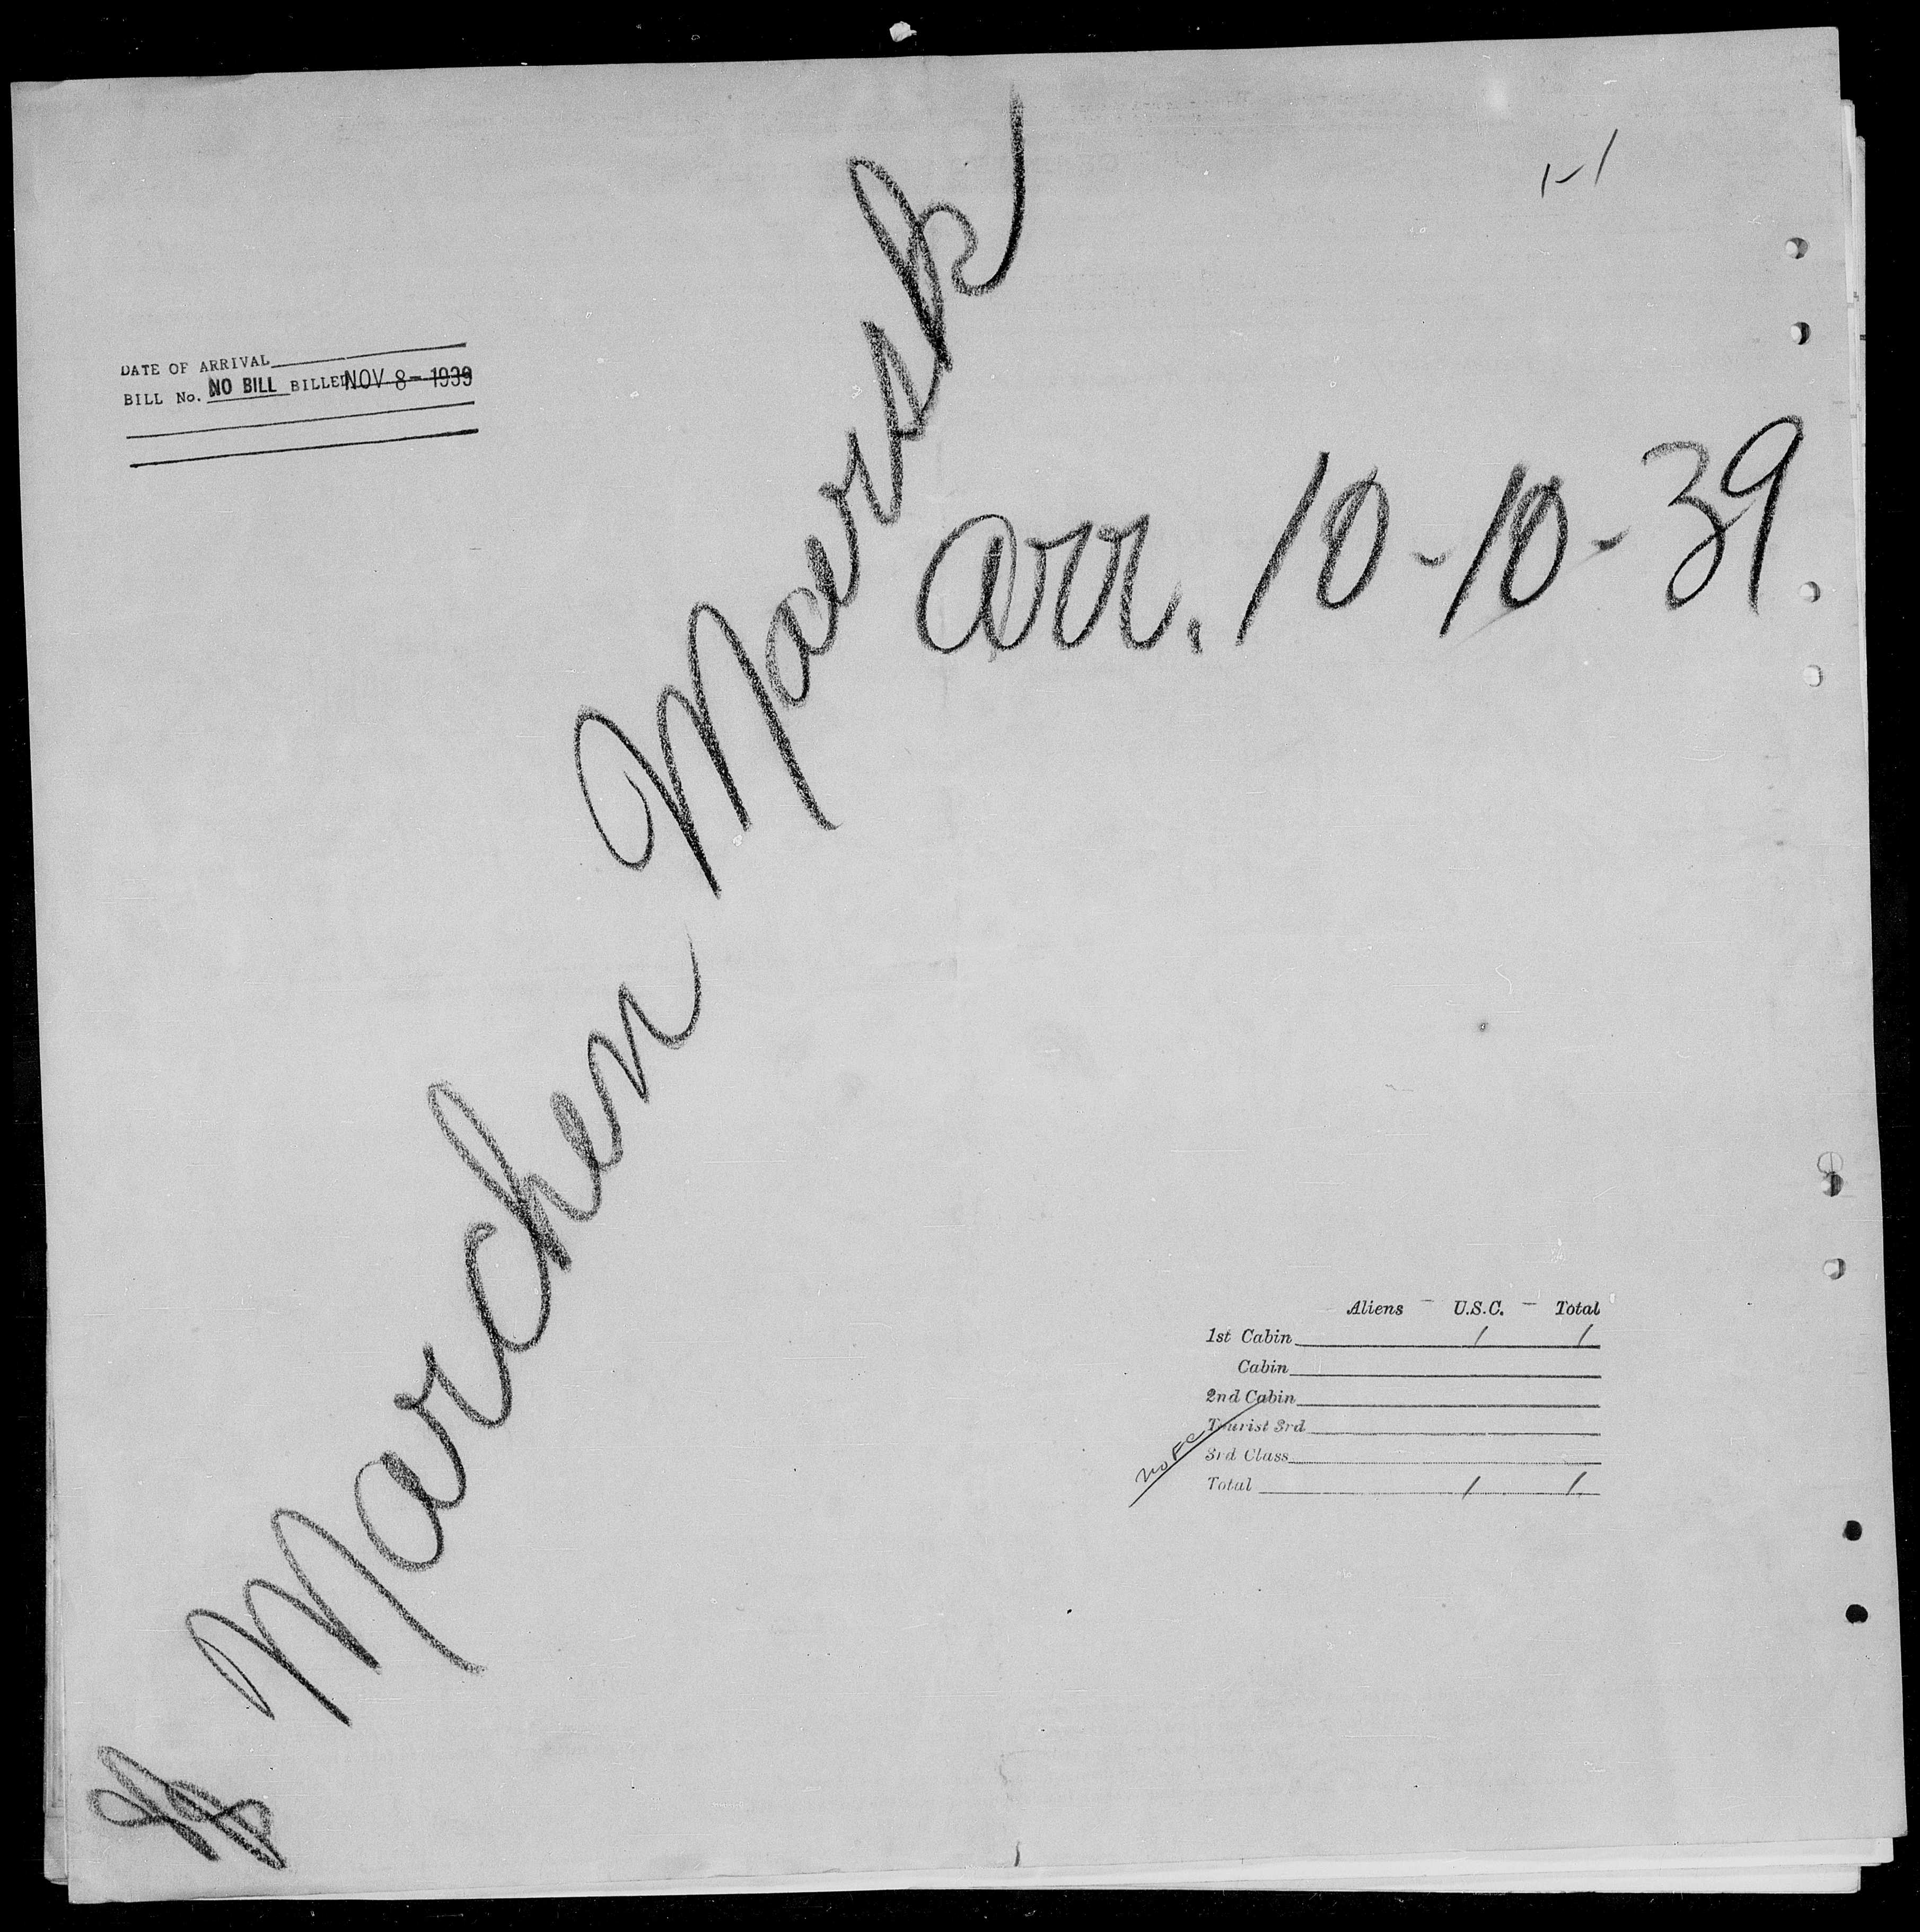 1-1
DATE OF ARRIVAL
BILL No. NO BILL BILLED NOV 8-1939
SS Marchen Maersk
arr. 10-10-39
Aliens - U.S.C. - Total
1st Cabin 1 1
Cabin
2nd Cabin
Tourist 3rd
3rd Class
Total 1 1